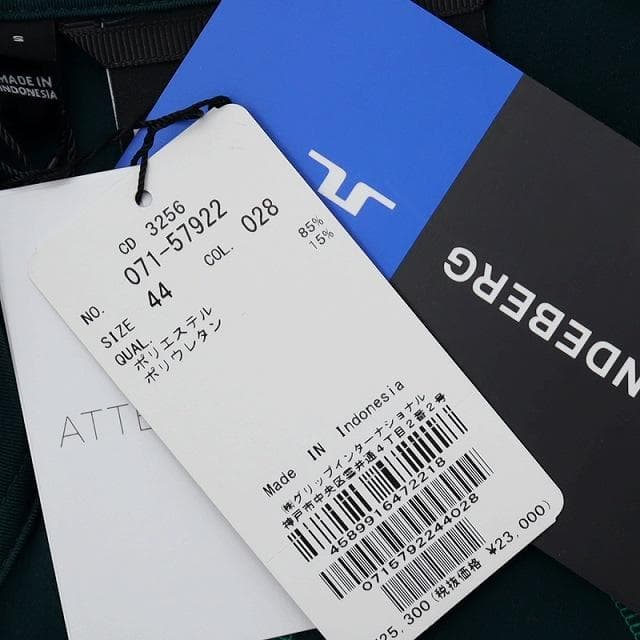 S
MADE IN
INDONESIA
CD 3256
NO. 071-57922 COL. 028
SIZE 44
QUAL.
ポリエステル 85%
ポリウレタン 15%
ATTE
Made IN Indonesia
㈱グリップインターナショナル
神戸市中央区雲井通4丁目2番2号
4589916472218
0715792244028
¥25,300(税抜価格 ¥23,000)
NDEBERG